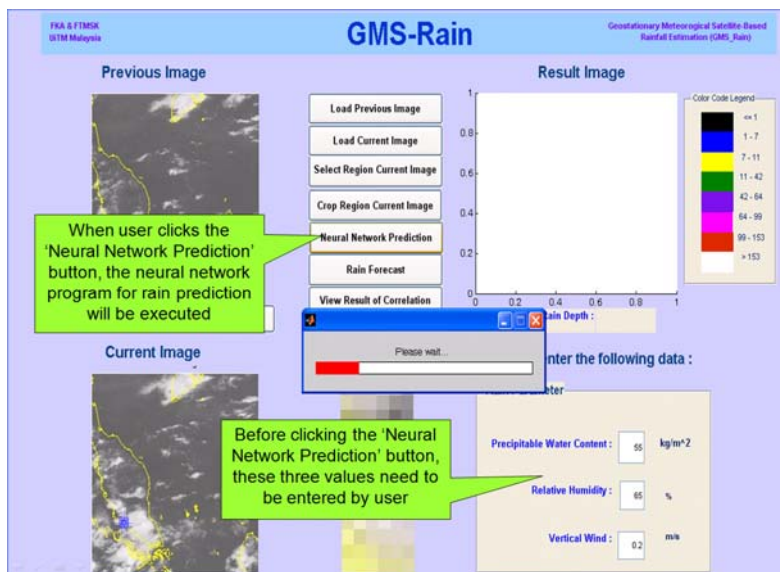 FKA & FTMSK
UiTM Malaysia
GMS-Rain
Geostationary Meteorogical Satellite-Based
Rainfall Estimation (GMS_Rain)
Previous Image
Result Image
Load Previous Image
Load Current Image
Select Region Current Image
Crop Region Current Image
Neural Network Prediction
Rain Forecast
View Result of Correlation
When user clicks the
'Neural Network Prediction'
button, the neural network
program for rain prediction
will be executed
1
0.8
0.6
0.4
0
0.2
0.4
0.6
0.8
1
Color Code Legend
<= 1
1 - 7
7 - 11
11 - 42
42 - 64
64 - 99
99 - 153
> 153
Rain Depth :
Please wait...
Current Image
enter the following data :
Before clicking the 'Neural
Network Prediction' button,
these three values need to
be entered by user
Precipitable Water Content :
55
kg/m^2
Relative Humidity :
65
%
Vertical Wind :
0.2
m/s